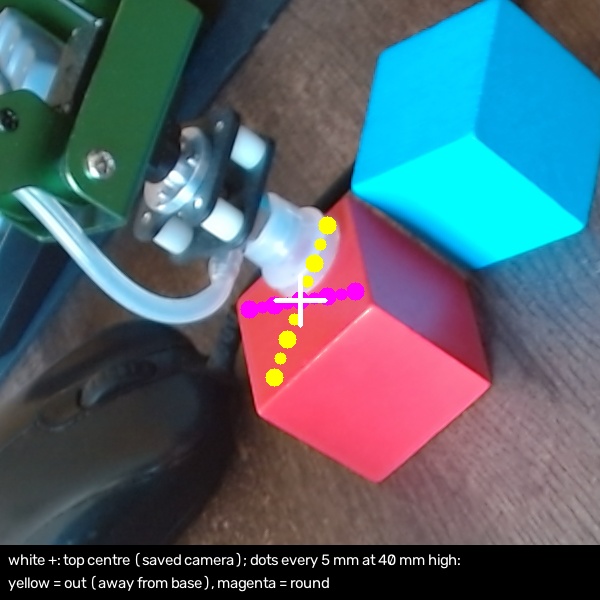 white +: top centre (saved camera); dots every 5 mm at 40 mm high:
yellow = out (away from base), magenta = round